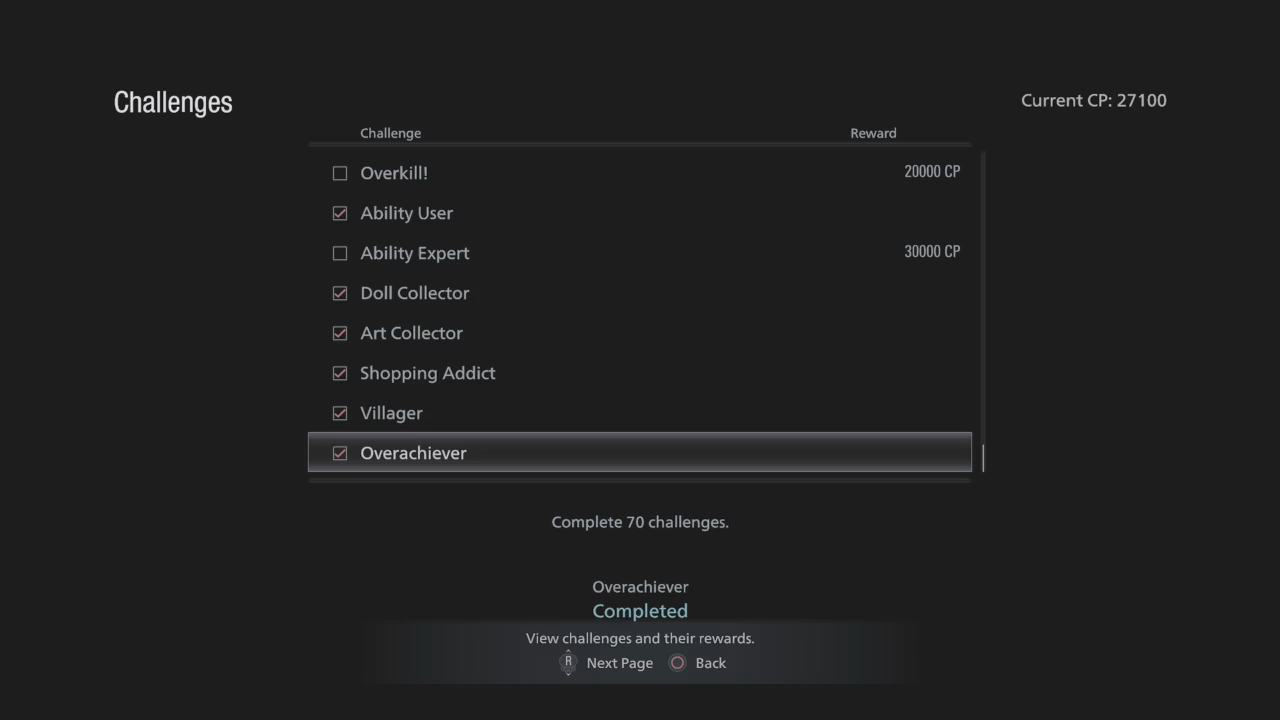 Challenges
Current CP: 27100
Challenge Reward
Overkill! 20000 CP
Ability User
Ability Expert 30000 CP
Doll Collector
Art Collector
Shopping Addict
Villager
Overachiever
Complete 70 challenges.
Overachiever
Completed
View challenges and their rewards.
R Next Page Back